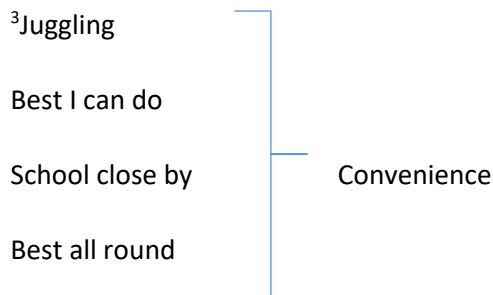 ³Juggling
Best I can do
School close by
Convenience
Best all round